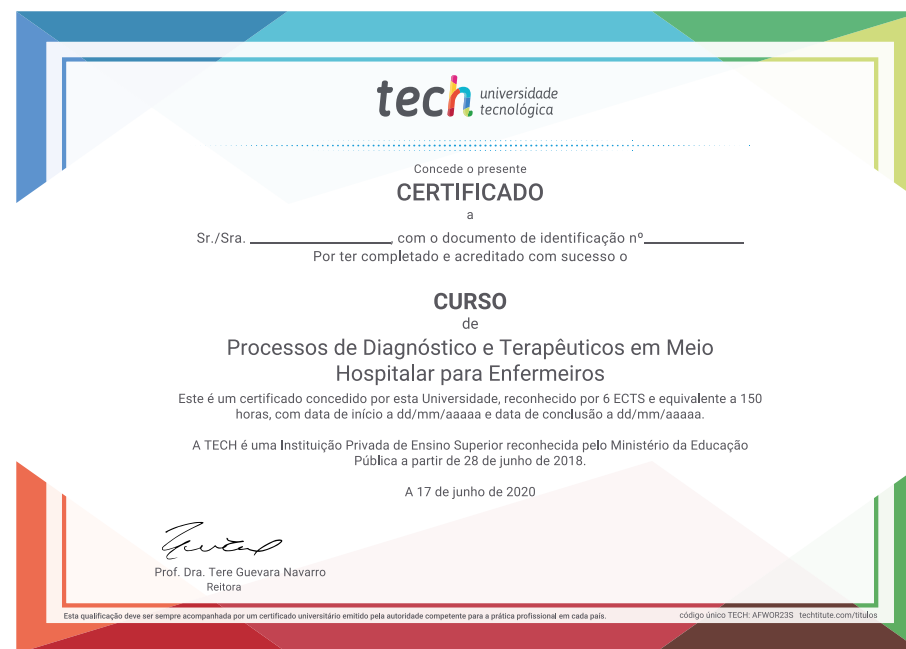 tech universidade
tecnológica
Concede o presente
CERTIFICADO
a
Sr./Sra. ____________________, com o documento de identificação nº______________
Por ter completado e acreditado com sucesso o
CURSO
de
Processos de Diagnóstico e Terapêuticos em Meio
Hospitalar para Enfermeiros
Este é um certificado concedido por esta Universidade, reconhecido por 6 ECTS e equivalente a 150
horas, com data de início a dd/mm/aaaaa e data de conclusão a dd/mm/aaaaa.
A TECH é uma Instituição Privada de Ensino Superior reconhecida pelo Ministério da Educação
Pública a partir de 28 de junho de 2018.
A 17 de junho de 2020
Prof. Dra. Tere Guevara Navarro
Reitora
Esta qualificação deve ser sempre acompanhada por um certificado universitário emitido pela autoridade competente para a prática profissional em cada país.
código único TECH: AFWOR23S techtitute.com/titulos